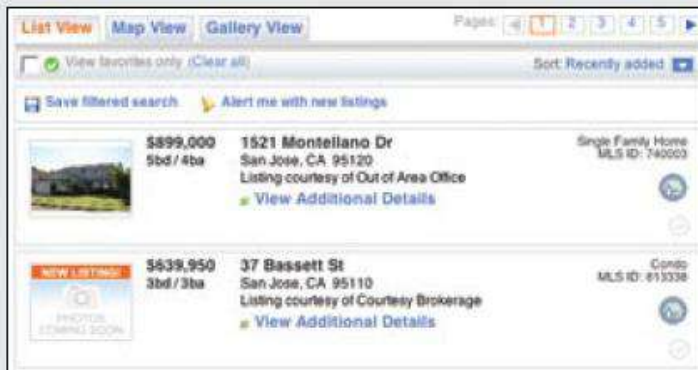 List View Map View Gallery View Pages: 1 2 3 4 5
View favorites only (Clear all) Sort: Recently added
Save filtered search Alert me with new listings
$899,000 1521 Montellano Dr Single Family Home
5bd / 4ba San Jose, CA 95120 MLS ID: 740003
Listing courtesy of Out of Area Office
View Additional Details
NEW LISTING! $639,950 37 Bassett St Condo
3bd / 3ba San Jose, CA 95110 MLS ID: 613338
PHOTOS Listing courtesy of Courtesy Brokerage
COMING SOON View Additional Details